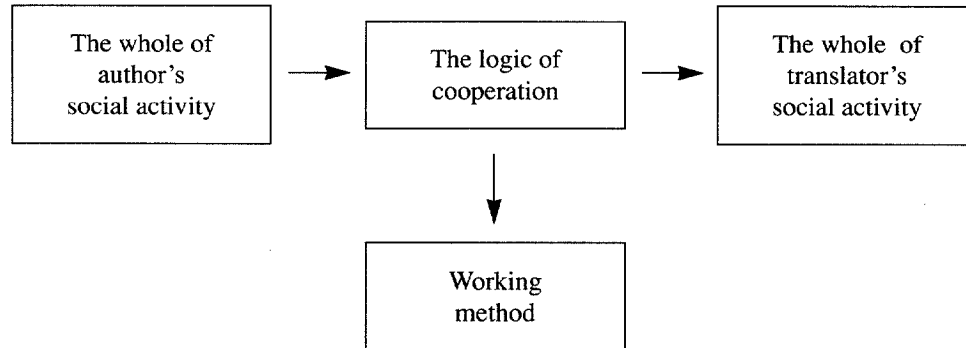 The whole of
author's
social activity
The logic of
cooperation
The whole of
translator's
social activity
Working
method